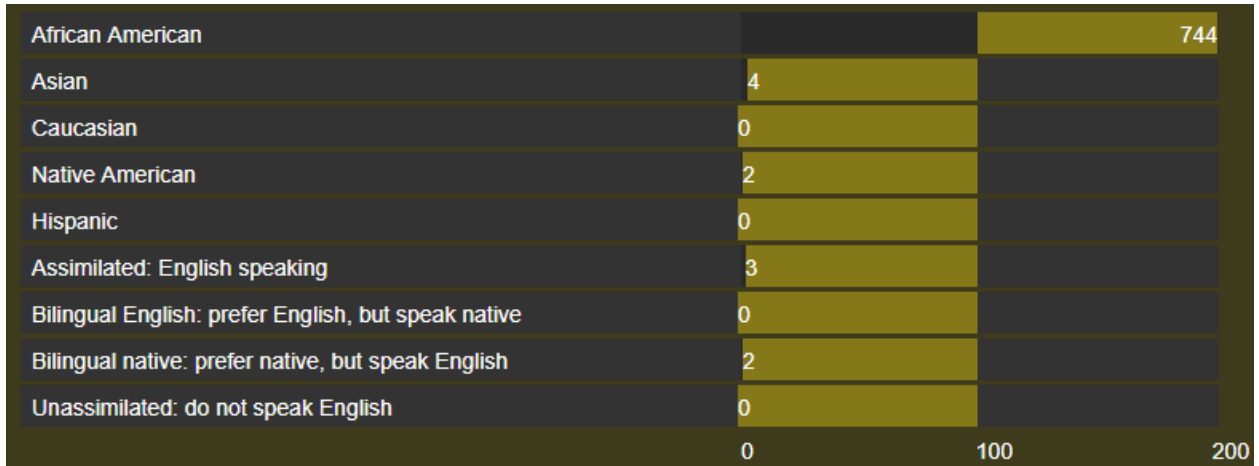 African American 744
Asian 4
Caucasian 0
Native American 2
Hispanic 0
Assimilated: English speaking 3
Bilingual English: prefer English, but speak native 0
Bilingual native: prefer native, but speak English 2
Unassimilated: do not speak English 0
0 100 200